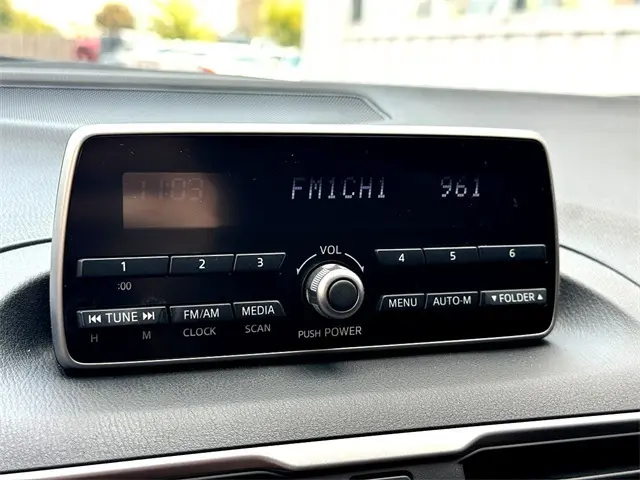 11:03 FM1CH1 961
VOL
1 2 3 4 5 6
:00
⏮ TUNE ⏭ FM/AM MEDIA MENU AUTO-M ▼FOLDER▲
H M CLOCK SCAN PUSH POWER